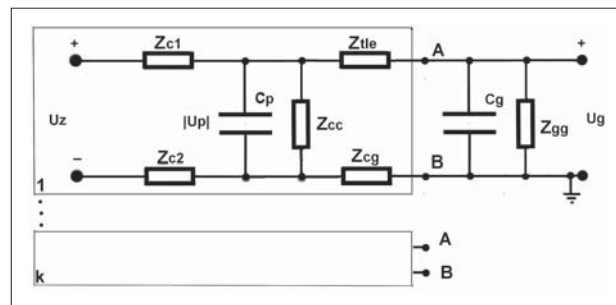 Zc1 Ztle A
+ +
Cp Cg
Uz |Up| Zcc Zgg Ug
− Zc2 Zcg B
1
A
k B